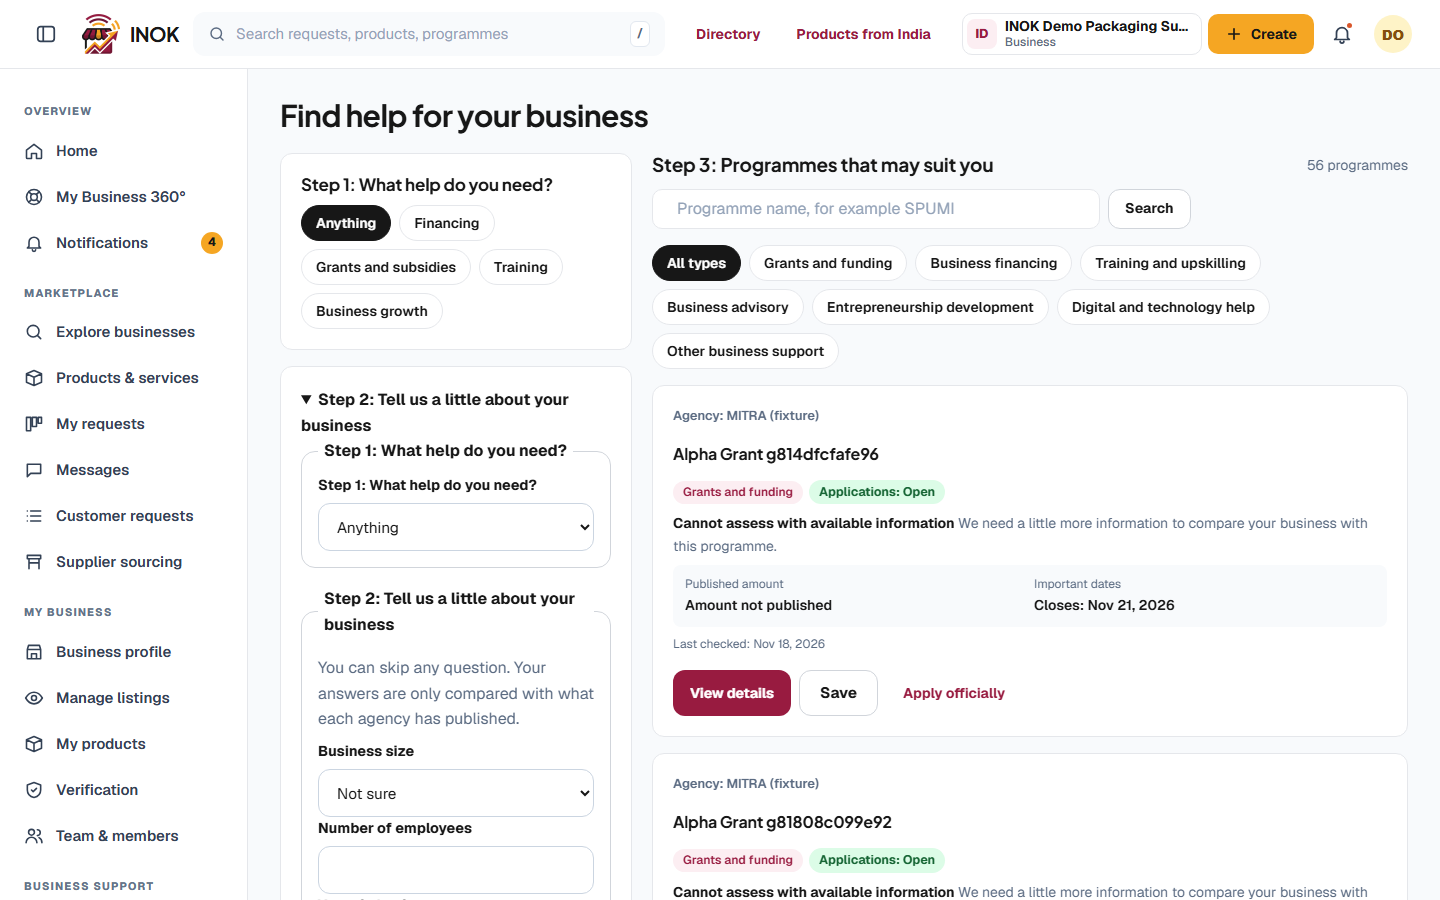 INOK
Search requests, products, programmes
/
Directory
Products from India
ID
INOK Demo Packaging Su...
Business
Create
DO
OVERVIEW
Home
My Business 360°
Notifications
4
MARKETPLACE
Explore businesses
Products & services
My requests
Messages
Customer requests
Supplier sourcing
MY BUSINESS
Business profile
Manage listings
My products
Verification
Team & members
BUSINESS SUPPORT
Find help for your business
Step 1: What help do you need?
Anything
Financing
Grants and subsidies
Training
Business growth
Step 2: Tell us a little about your
business
Step 1: What help do you need?
Step 1: What help do you need?
Anything
Step 2: Tell us a little about your
business
You can skip any question. Your
answers are only compared with what
each agency has published.
Business size
Not sure
Number of employees
Step 3: Programmes that may suit you
56 programmes
Programme name, for example SPUMI
Search
All types
Grants and funding
Business financing
Training and upskilling
Business advisory
Entrepreneurship development
Digital and technology help
Other business support
Agency: MITRA (fixture)
Alpha Grant g814dfcfafe96
Grants and funding
Applications: Open
Cannot assess with available information We need a little more information to compare your business with
this programme.
Published amount
Important dates
Amount not published
Closes: Nov 21, 2026
Last checked: Nov 18, 2026
View details
Save
Apply officially
Agency: MITRA (fixture)
Alpha Grant g81808c099e92
Grants and funding
Applications: Open
Cannot assess with available information We need a little more information to compare your business with